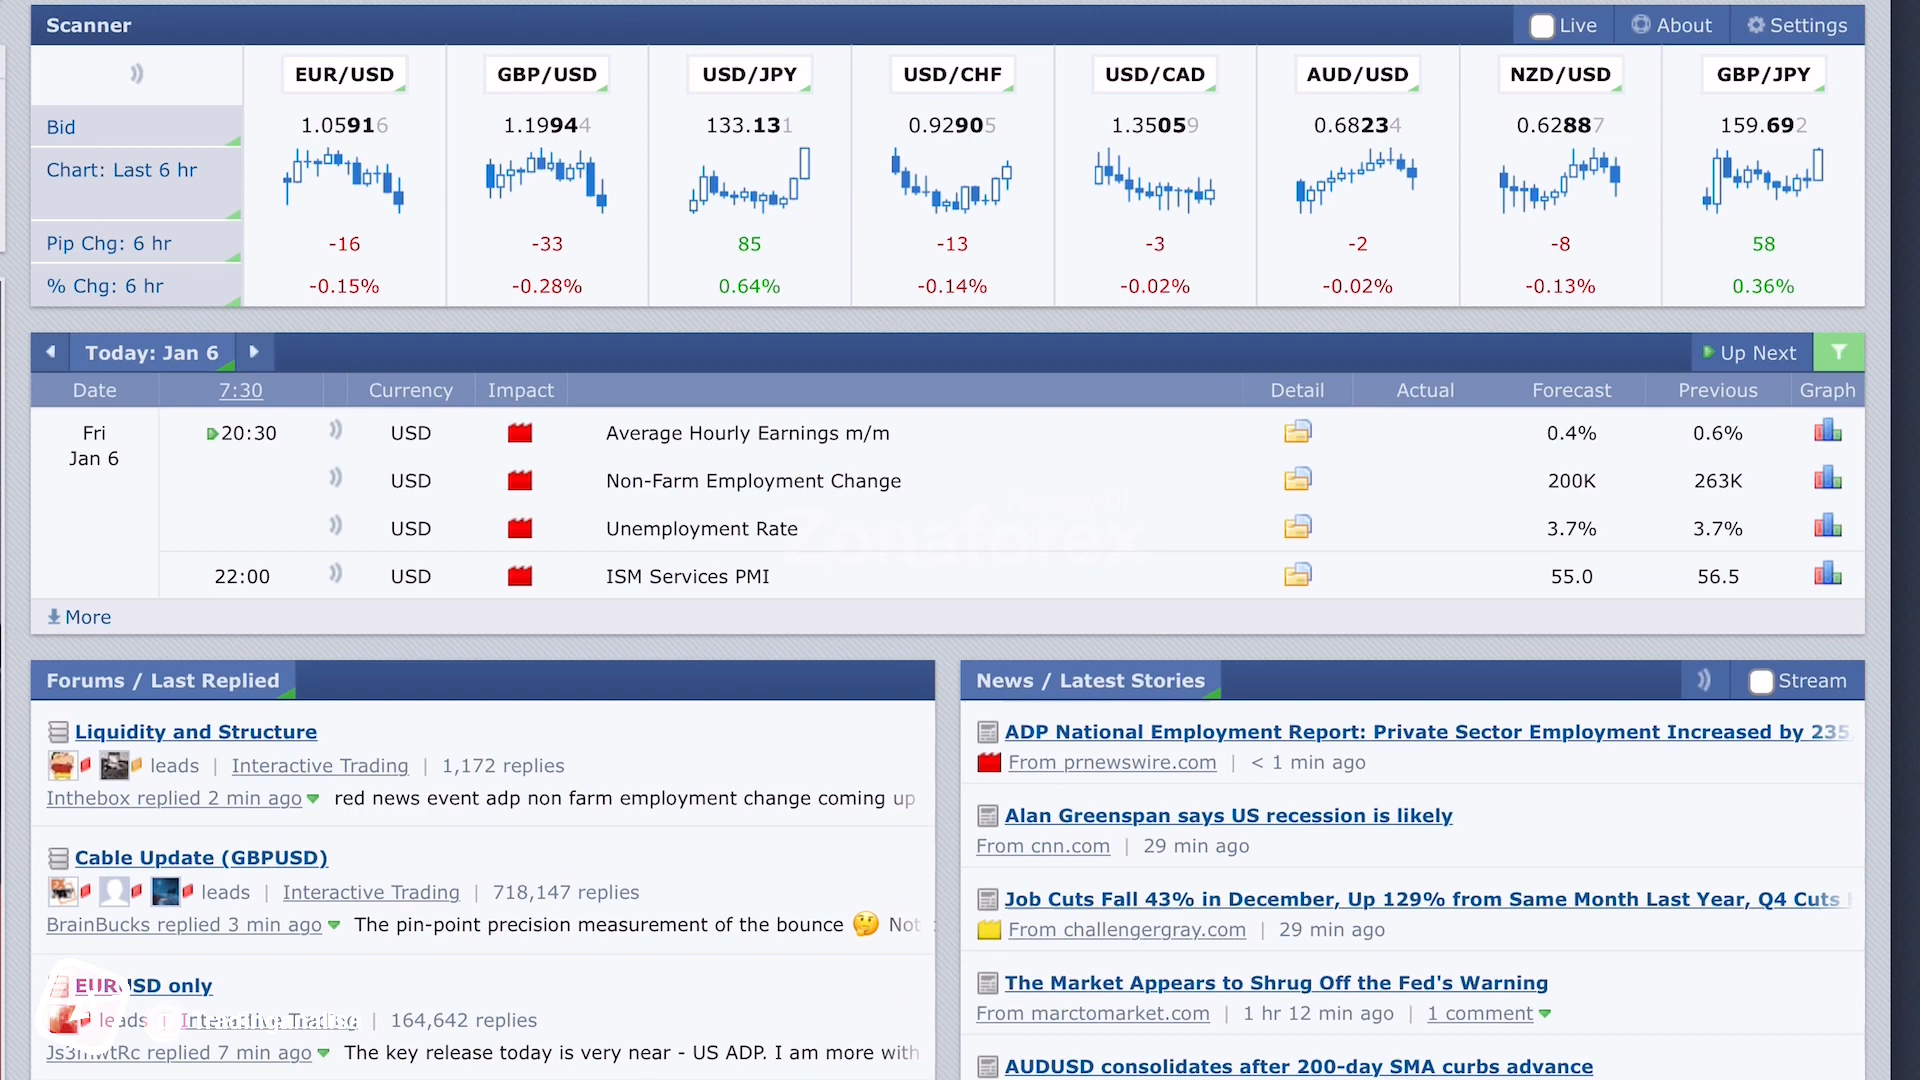 Scanner Live About Settings
EUR/USD GBP/USD USD/JPY USD/CHF USD/CAD AUD/USD NZD/USD GBP/JPY
Bid 1.05916 1.19944 133.131 0.92905 1.35059 0.68234 0.62887 159.692
Chart: Last 6 hr
Pip Chg: 6 hr -16 -33 85 -13 -3 -2 -8 58
% Chg: 6 hr -0.15% -0.28% 0.64% -0.14% -0.02% -0.02% -0.13% 0.36%
Today: Jan 6 Up Next
Date 7:30 Currency Impact Detail Actual Forecast Previous Graph
Fri 20:30 USD Average Hourly Earnings m/m 0.4% 0.6%
Jan 6
USD Non-Farm Employment Change 200K 263K
USD Unemployment Rate 3.7% 3.7%
Zonaforex
22:00 USD ISM Services PMI 55.0 56.5
More
Forums / Last Replied
Liquidity and Structure
leads | Interactive Trading | 1,172 replies
Inthebox replied 2 min ago red news event adp non farm employment change coming up
Cable Update (GBPUSD)
leads | Interactive Trading | 718,147 replies
BrainBucks replied 3 min ago The pin-point precision measurement of the bounce 🤔 Not
EURUSD only
leads | | 164,642 replies
replied 7 min ago The key release today is very near - US ADP. I am more with
News / Latest Stories Stream
ADP National Employment Report: Private Sector Employment Increased by 235,
From prnewswire.com | < 1 min ago
Alan Greenspan says US recession is likely
From cnn.com | 29 min ago
Job Cuts Fall 43% in December, Up 129% from Same Month Last Year, Q4 Cuts
From challengergray.com | 29 min ago
The Market Appears to Shrug Off the Fed's Warning
From marctomarket.com | 1 hr 12 min ago | 1 comment
AUDUSD consolidates after 200-day SMA curbs advance